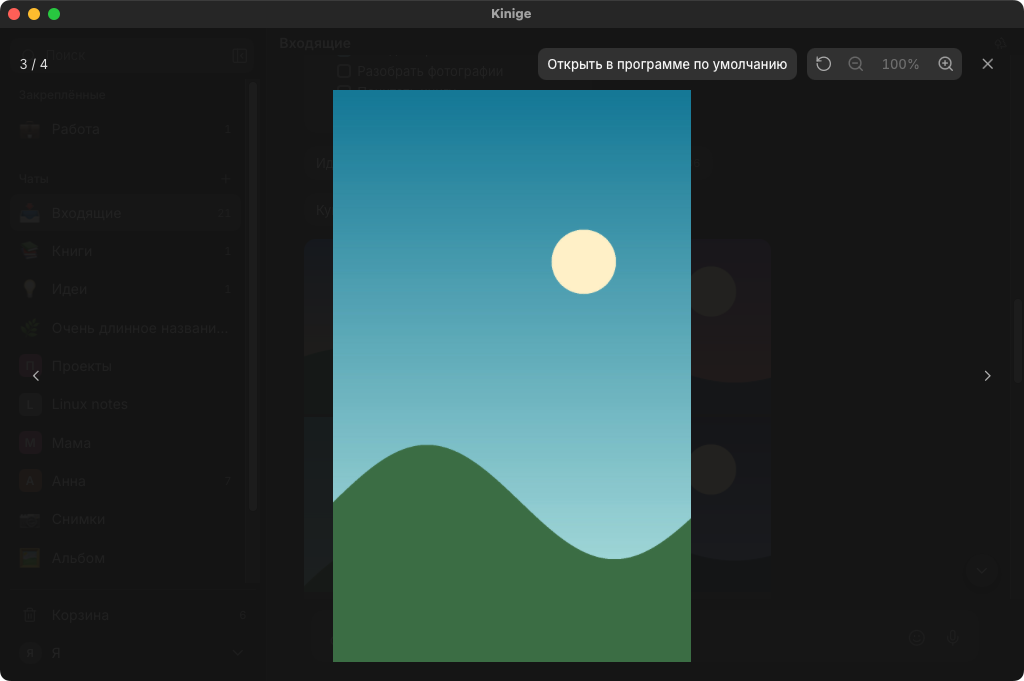 Kinige
Поиск
Входящие
3 / 4
Открыть в программе по умолчанию
100%
Разобрать фотографии
Закреплённые
Работа
Чаты
Входящие
Книги
Идеи
Очень длинное названи...
Проекты
L Linux notes
М Мама
А Анна
Снимки
Альбом
Корзина
Я Я